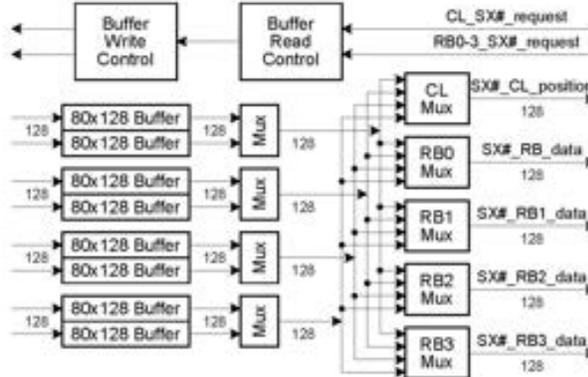 Buffer
Write
Control
Buffer
Read
Control
CL_SX#_request
RB0-3_SX#_request
80x128 Buffer
80x128 Buffer
128
128
Mux
128
80x128 Buffer
80x128 Buffer
128
128
Mux
128
80x128 Buffer
80x128 Buffer
128
128
Mux
128
80x128 Buffer
80x128 Buffer
128
128
Mux
128
CL
Mux
SX#_CL_position
128
RB0
Mux
SX#_RB_data
128
RB1
Mux
SX#_RB1_data
128
RB2
Mux
SX#_RB2_data
128
RB3
Mux
SX#_RB3_data
128